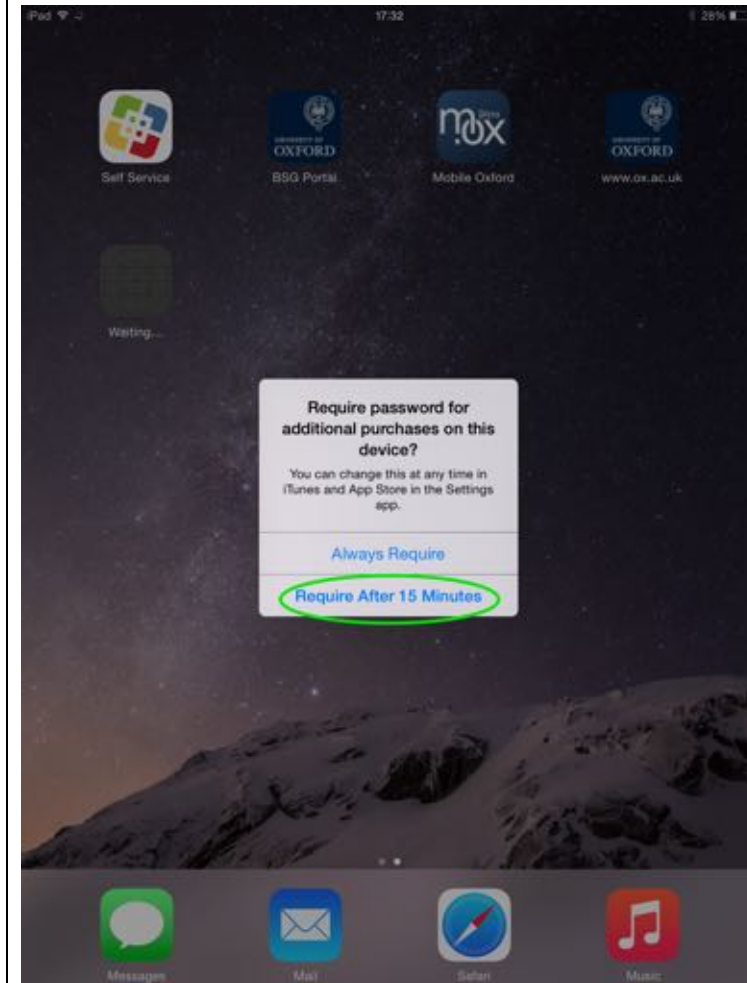 iPad 17:32 28%
UNIVERSITY OF OXFORD
mox
UNIVERSITY OF OXFORD
Self Service BSG Portal Mobile Oxford www.ox.ac.uk
Waiting...
Require password for
additional purchases on this
device?
You can change this at any time in
iTunes and App Store in the Settings
app.
Always Require
Require After 15 Minutes
Messages Mail Safari Music